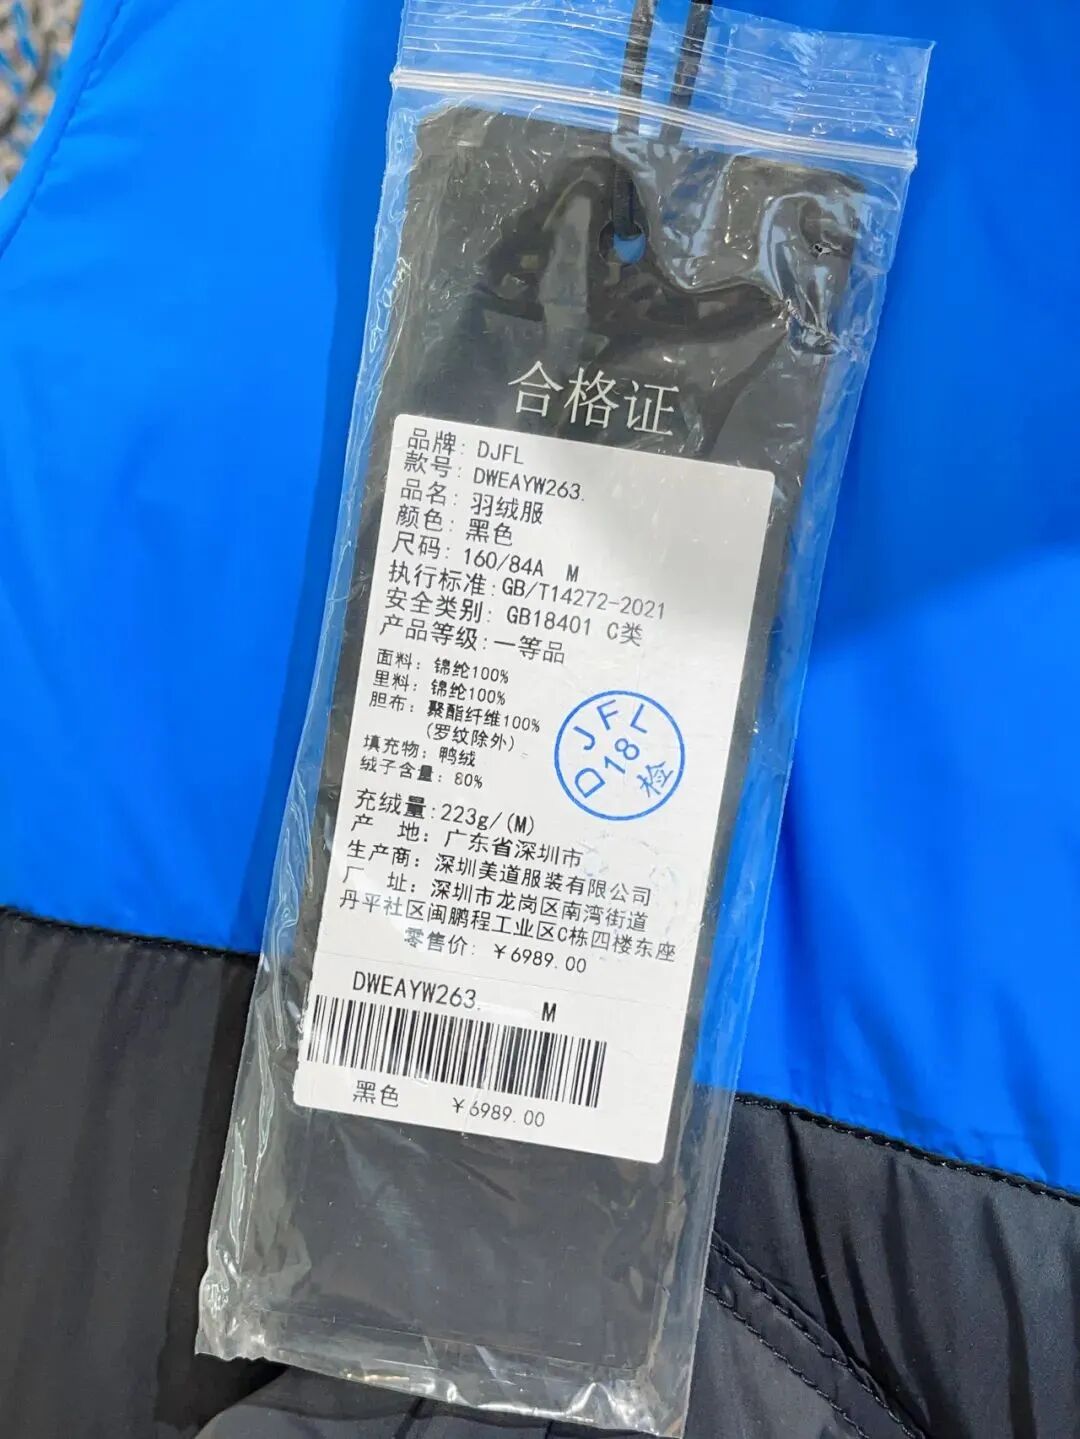 合格证
品牌: DJFL
款号: DWEAYW263.
品名: 羽绒服
颜色: 黑色
尺码: 160/84A M
执行标准: GB/T14272-2021
安全类别: GB18401 C类
产品等级: 一等品
面料: 锦纶100%
里料: 锦纶100%
胆布: 聚酯纤维100%
(罗纹除外)
填充物: 鸭绒
绒子含量: 80%
DJFL
D18
检
充绒量: 223g/(M)
产 地: 广东省深圳市
生产商: 深圳美道服装有限公司
厂 址: 深圳市龙岗区南湾街道
丹平社区闽鹏程工业区C栋四楼东座
零售价: ¥6989.00
DWEAYW263. M
黑色 ¥6989.00